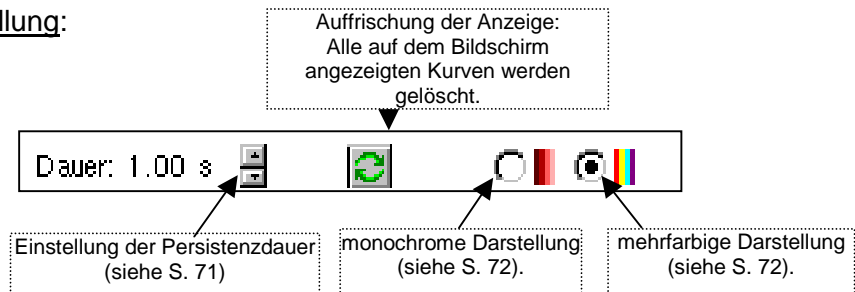 llung:
Auffrischung der Anzeige:
Alle auf dem Bildschirm
angezeigten Kurven werden
gelöscht.
Dauer: 1.00 s
Einstellung der Persistenzdauer
(siehe S. 71)
monochrome Darstellung
(siehe S. 72).
mehrfarbige Darstellung
(siehe S. 72).